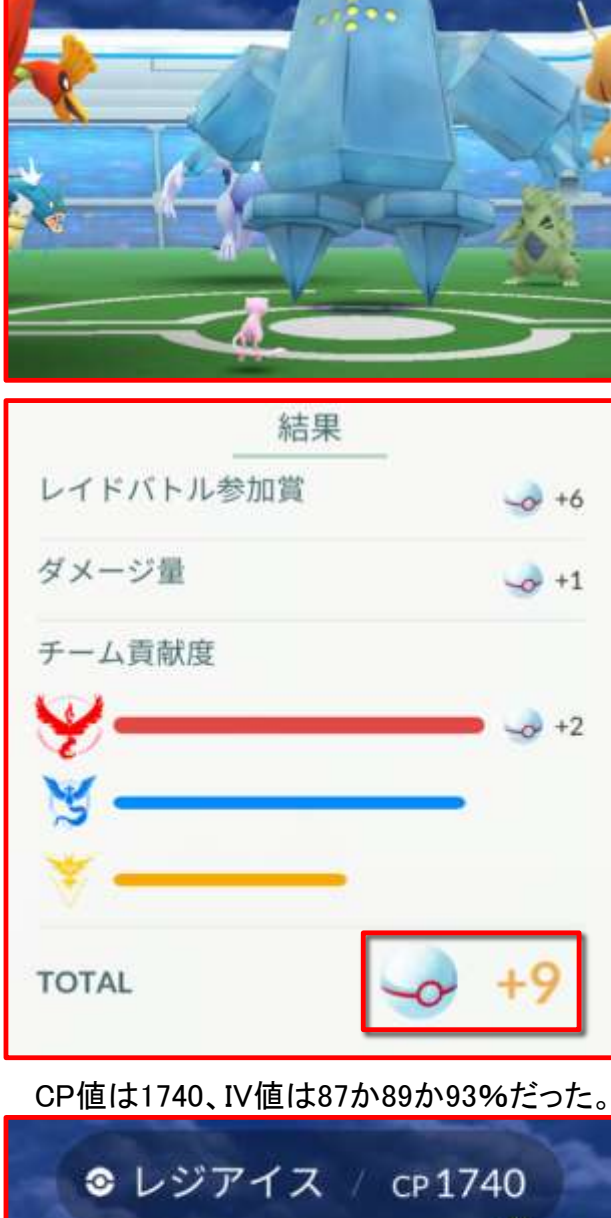 結果
レイドバトル参加賞 +6
ダメージ量 +1
チーム貢献度
+2
TOTAL +9
CP値は1740、IV値は87か89か93%だった。
レジアイス / CP1740